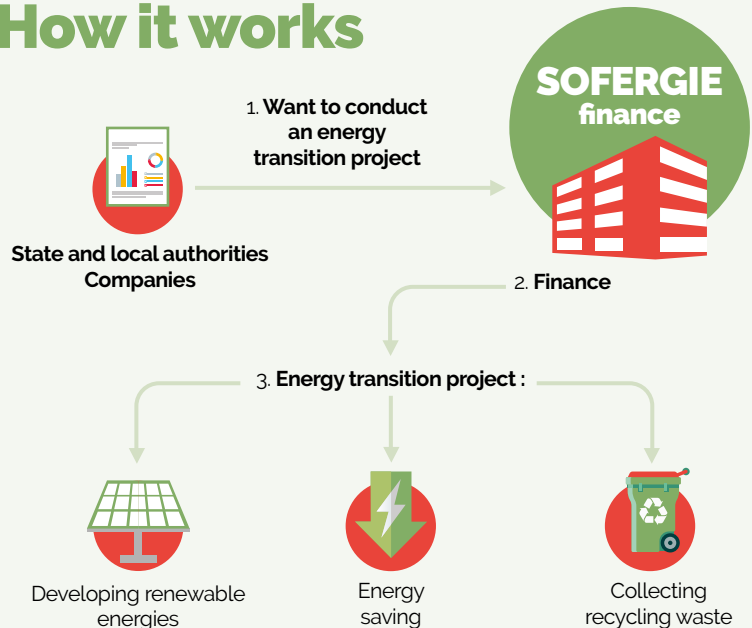 How it works
SOFERGIE
finance
1. Want to conduct
an energy
transition project
State and local authorities
Companies
2. Finance
3. Energy transition project :
Developing renewable
energies
Energy
saving
Collecting
recycling waste